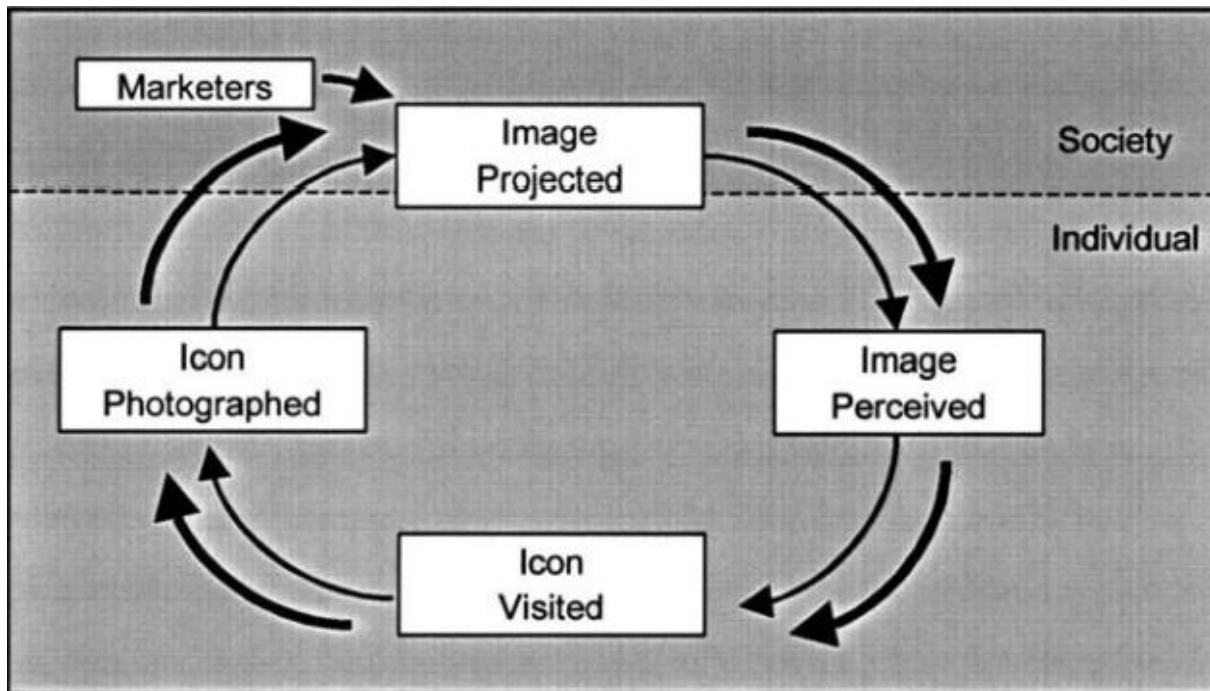 Marketers
Image
Projected
Society
Individual
Icon
Photographed
Image
Perceived
Icon
Visited